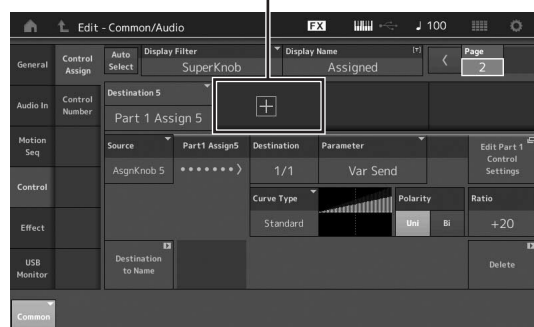 Edit - Common/Audio
FX
♩ 100
General
Control Assign
Auto Select
Display Filter
SuperKnob
Display Name
[T]
Assigned
Page
2
Audio In
Control Number
Destination 5
Part 1 Assign 5
+
Motion Seq
Source
AsgnKnob 5
Part1 Assign5
Destination
1/1
Parameter
Var Send
Edit Part 1 Control Settings
Control
Curve Type
Standard
Polarity
Uni
Bi
Ratio
+20
Effect
USB Monitor
Destination to Name
Delete
Common